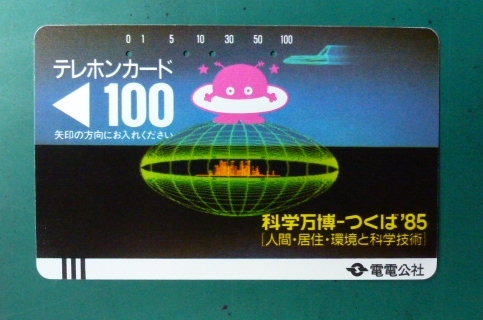 0 1 5 10 30 50 100
テレホンカード
100
矢印の方向にお入れください
科学万博-つくば'85
[人間・居住・環境と科学技術]
電電公社